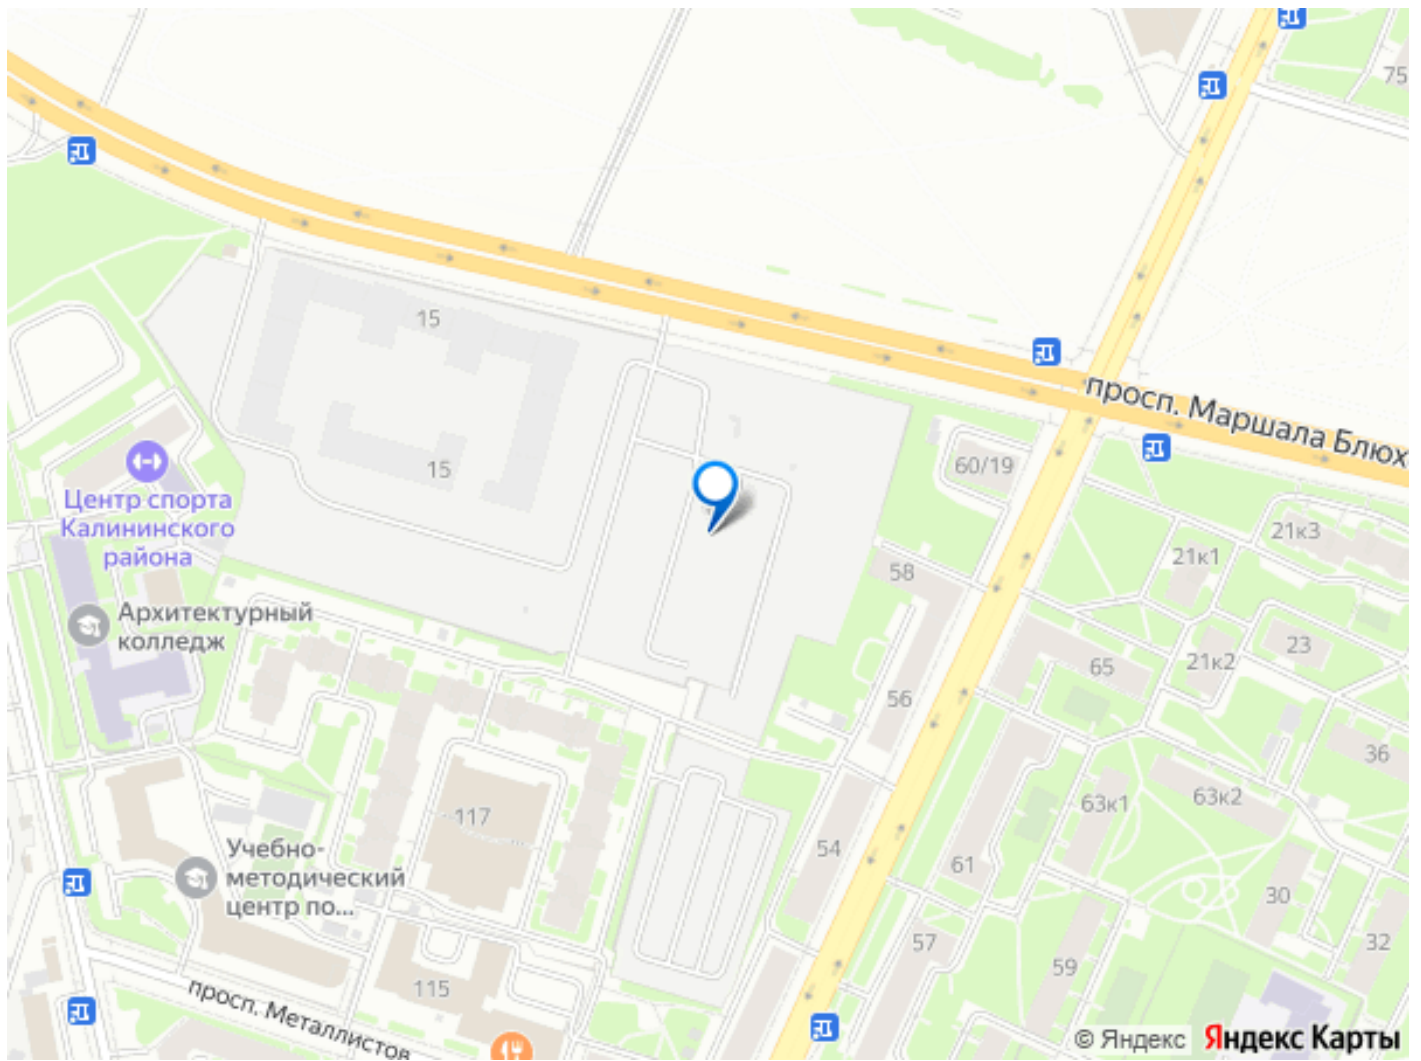 75
15
просп. Маршала Блюх
15
60/19
Центр спорта
Калининского
района
21к3
21к1
58
Архитектурный
колледж
23
65
21к2
56
36
63к1
63к2
117
54
Учебно-
методический
центр по...
61
30
57
32
59
115
просп. Металлистов
© Яндекс Яндекс Карты